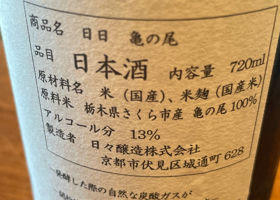 商品名 日日 亀の尾
品目 日本酒 内容量 720ml
原材料名 米（国産）、米麹（国産米）
原料米 栃木県さくら市産 亀の尾100%
アルコール分 13%
製造者 日々醸造株式会社
京都市伏見区城通町628
醗酵した際の自然な炭酸ガスが